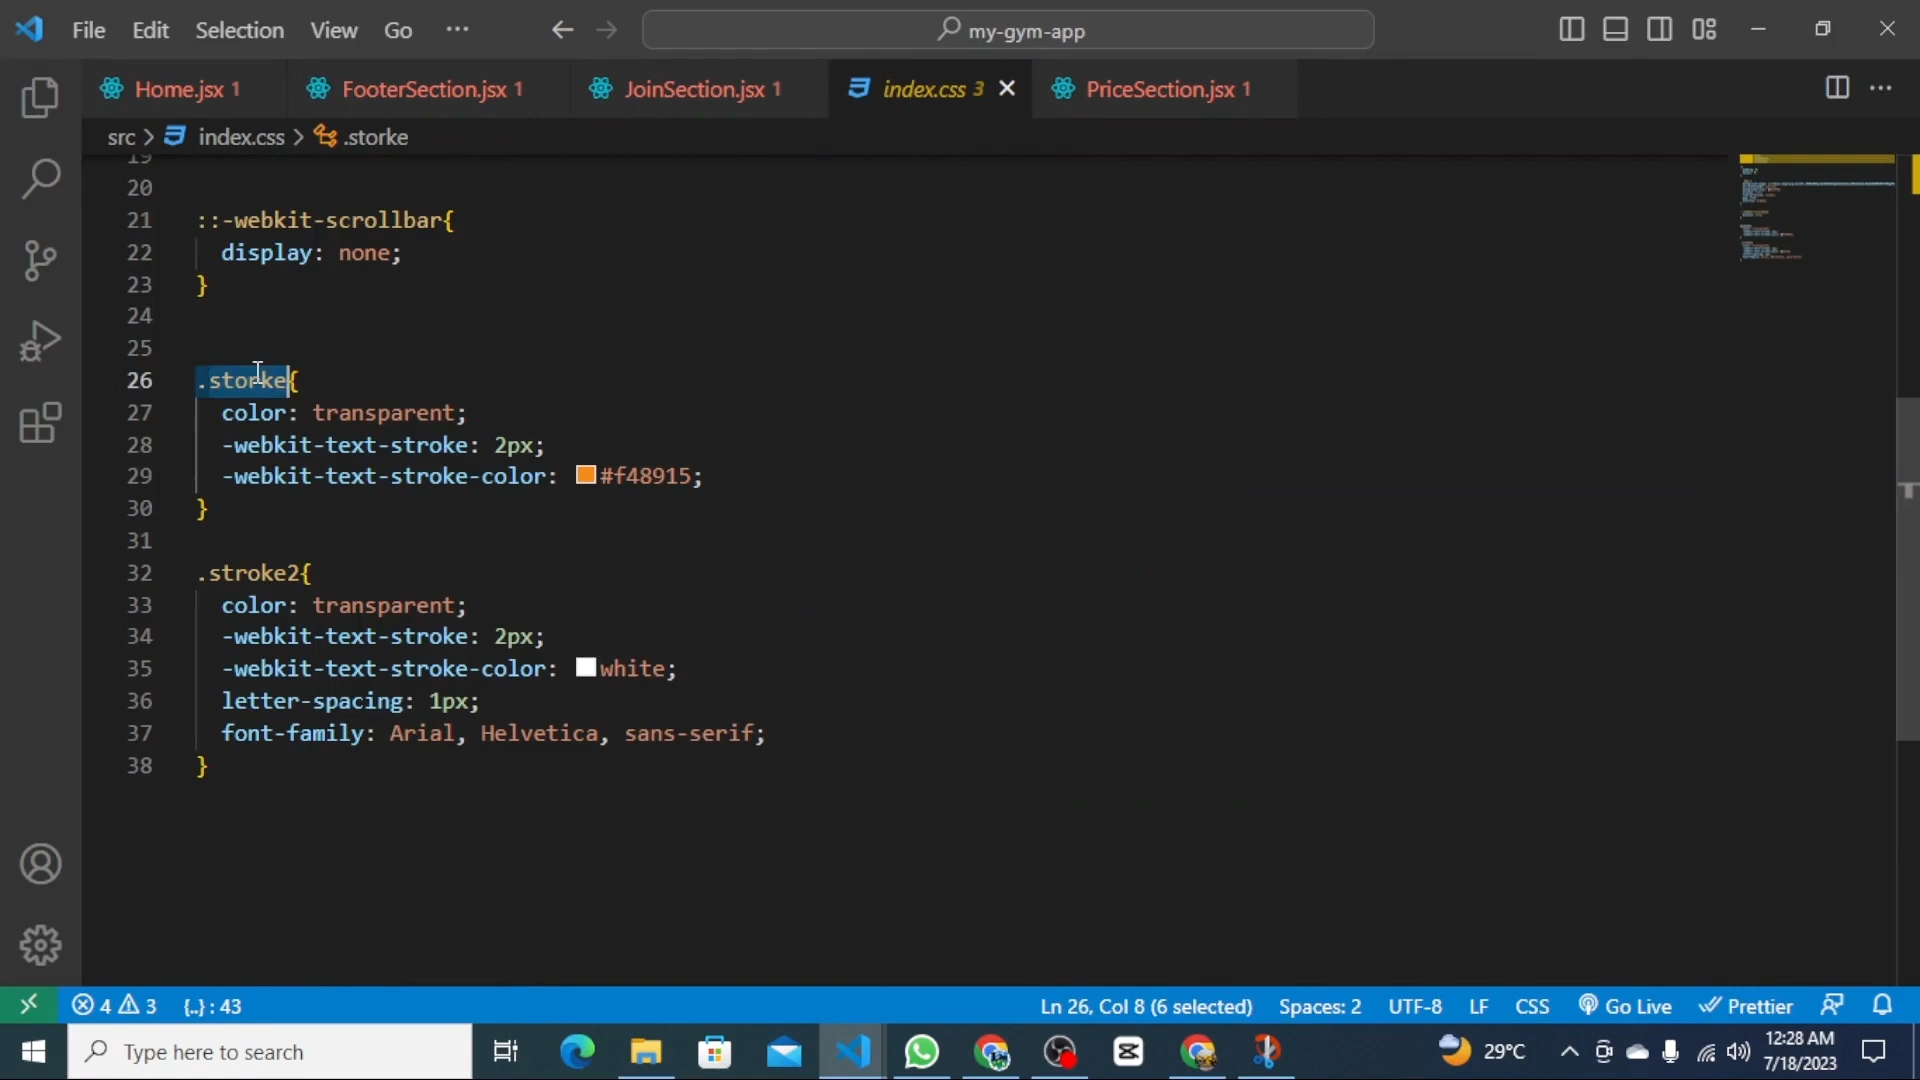 File Edit Selection View Go ··· my-gym-app
Home.jsx 1 FooterSection.jsx 1 JoinSection.jsx 1 index.css 3 PriceSection.jsx 1
src > index.css > .storke
19
20
21 ::-webkit-scrollbar{
22 display: none;
23 }
24
25
26 .storke{
27 color: transparent;
28 -webkit-text-stroke: 2px;
29 -webkit-text-stroke-color: #f48915;
30 }
31
32 .stroke2{
33 color: transparent;
34 -webkit-text-stroke: 2px;
35 -webkit-text-stroke-color: white;
36 letter-spacing: 1px;
37 font-family: Arial, Helvetica, sans-serif;
38 }
4 3 {..} : 43 Ln 26, Col 8 (6 selected) Spaces: 2 UTF-8 LF CSS Go Live Prettier
Type here to search 29°C 12:28 AM
7/18/2023